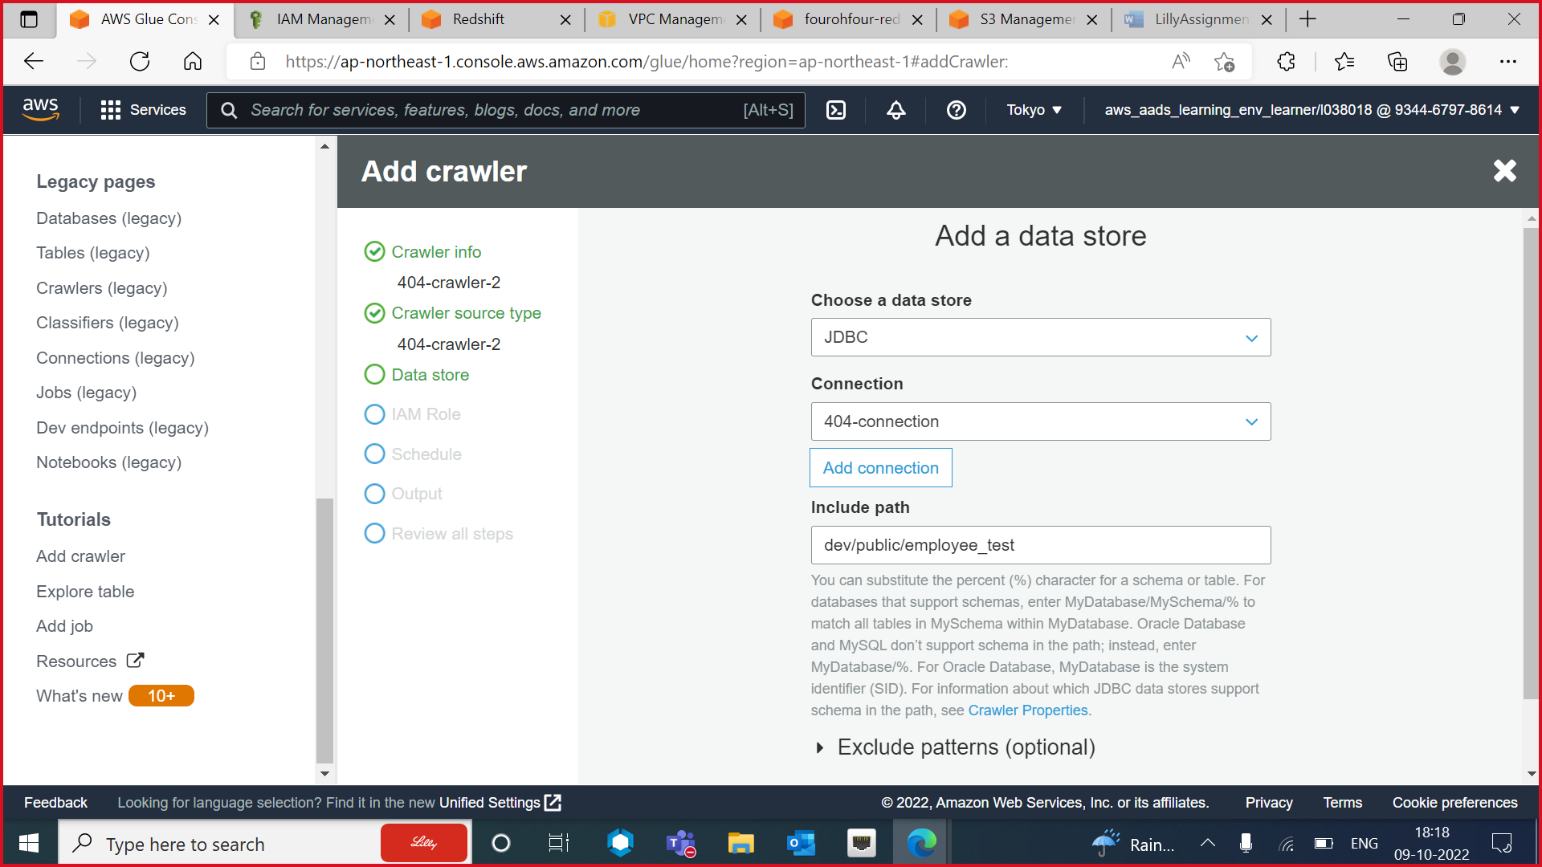 AWS Glue Cons
IAM Managem
Redshift
VPC Managem
fourohfour-red
S3 Manageme
LillyAssignmen
https://ap-northeast-1.console.aws.amazon.com/glue/home?region=ap-northeast-1#addCrawler:
aws
Services
Search for services, features, blogs, docs, and more
[Alt+S]
Tokyo
aws_aads_learning_env_learner/l038018 @ 9344-6797-8614
Legacy pages
Databases (legacy)
Tables (legacy)
Crawlers (legacy)
Classifiers (legacy)
Connections (legacy)
Jobs (legacy)
Dev endpoints (legacy)
Notebooks (legacy)
Tutorials
Add crawler
Explore table
Add job
Resources
What's new 10+
Add crawler
Crawler info
404-crawler-2
Crawler source type
404-crawler-2
Data store
IAM Role
Schedule
Output
Review all steps
Add a data store
Choose a data store
JDBC
Connection
404-connection
Add connection
Include path
dev/public/employee_test
You can substitute the percent (%) character for a schema or table. For
databases that support schemas, enter MyDatabase/MySchema/% to
match all tables in MySchema within MyDatabase. Oracle Database
and MySQL don't support schema in the path; instead, enter
MyDatabase/%. For Oracle Database, MyDatabase is the system
identifier (SID). For information about which JDBC data stores support
schema in the path, see Crawler Properties.
Exclude patterns (optional)
Feedback
Looking for language selection? Find it in the new Unified Settings
© 2022, Amazon Web Services, Inc. or its affiliates.
Privacy
Terms
Cookie preferences
Type here to search
Lilly
Rain...
ENG
18:18
09-10-2022